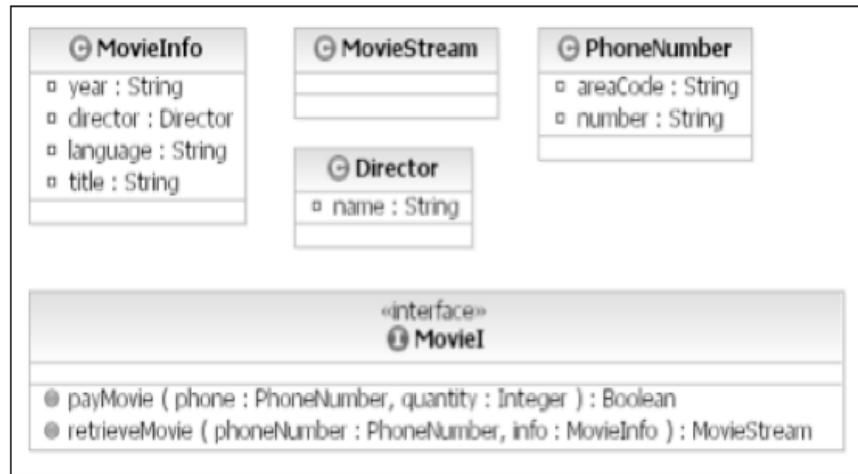 MovieInfo
year : String
director : Director
language : String
title : String
MovieStream
PhoneNumber
areaCode : String
number : String
Director
name : String
«interface»
MovieI
payMovie ( phone : PhoneNumber, quantity : Integer ) : Boolean
retrieveMovie ( phoneNumber : PhoneNumber, info : MovieInfo ) : MovieStream